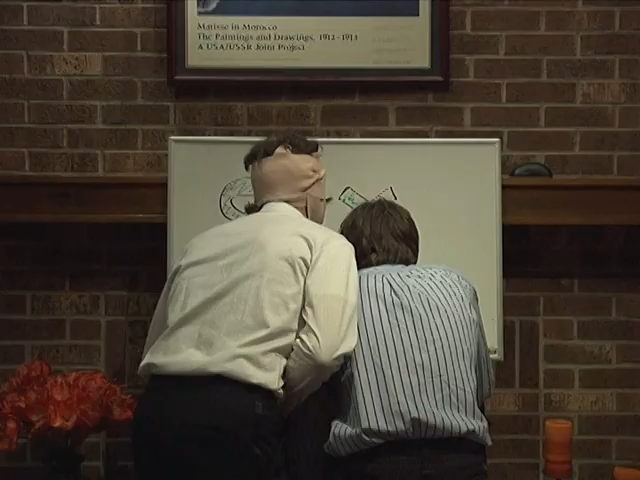 Matisse in Morocco
The Paintings and Drawings, 1912-1913
A USA/USSR Joint Project